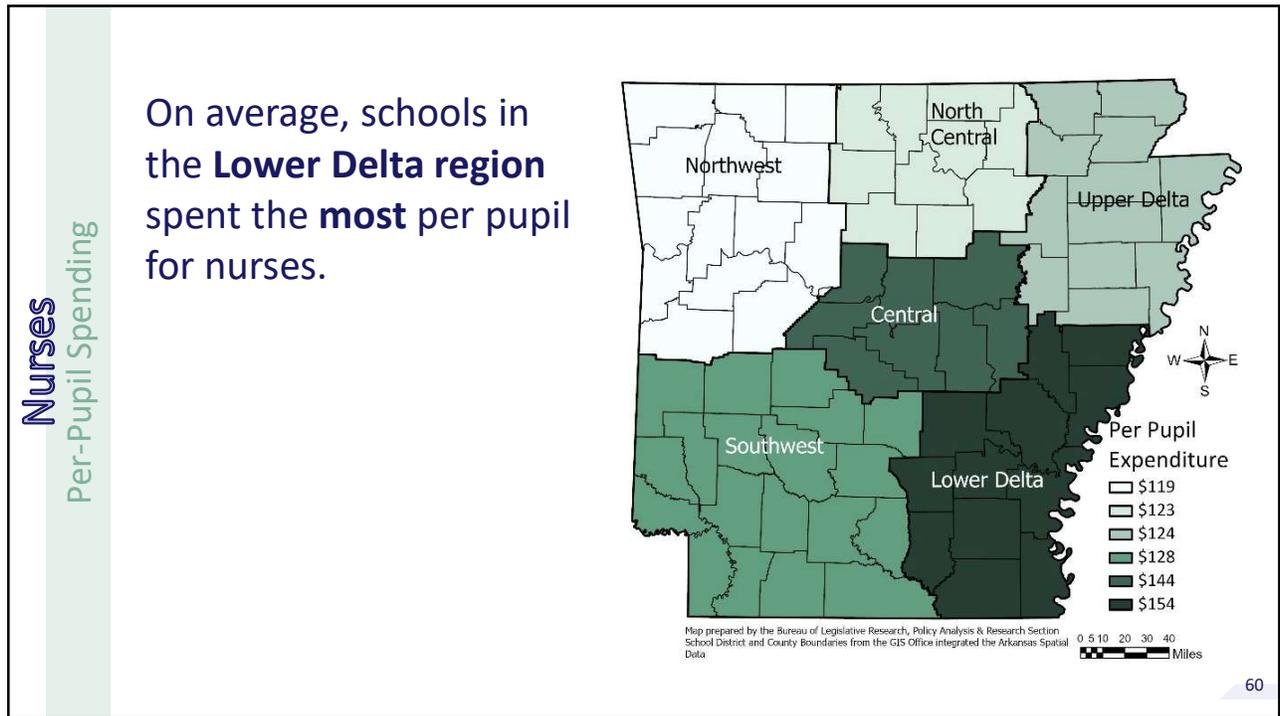 Nurses
Per-Pupil Spending
On average, schools in
the Lower Delta region
spent the most per pupil
for nurses.
North
Central
Northwest
Upper Delta
Central
Southwest
Lower Delta
N
W E
S
Per Pupil
Expenditure
$119
$123
$124
$128
$144
$154
Map prepared by the Bureau of Legislative Research, Policy Analysis & Research Section
School District and County Boundaries from the GIS Office integrated the Arkansas Spatial
Data
0 5 10 20 30 40
Miles
60